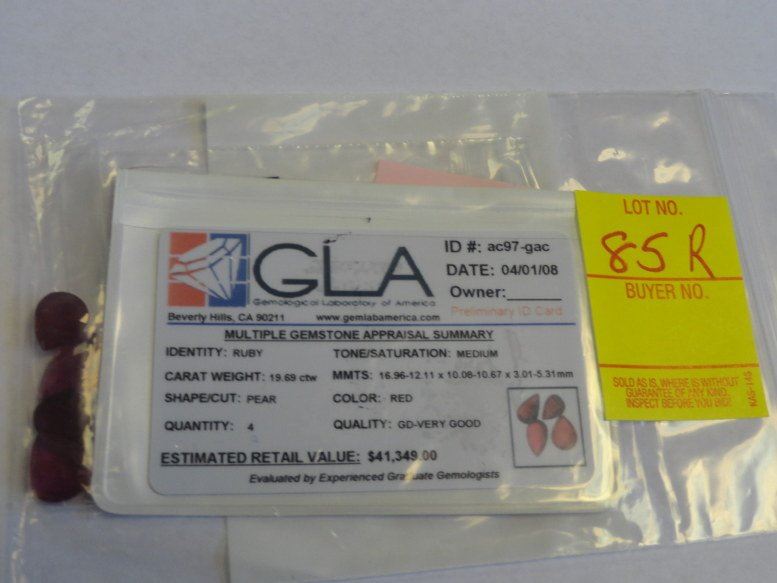 GLA
Gemological Laboratory of America
Beverly Hills, CA 90211 www.gemlabamerica.com
ID #: ac97-gac
DATE: 04/01/08
Owner:______
Preliminary ID Card
MULTIPLE GEMSTONE APPRAISAL SUMMARY
IDENTITY: RUBY TONE/SATURATION: MEDIUM
CARAT WEIGHT: 19.69 ctw MMTS: 16.96-12.11 x 10.08-10.67 x 3.01-5.31mm
SHAPE/CUT: PEAR COLOR: RED
QUANTITY: 4 QUALITY: GD-VERY GOOD
ESTIMATED RETAIL VALUE: $41,349.00
Evaluated by Experienced Graduate Gemologists
LOT NO.
85 R
BUYER NO.
SOLD AS IS, WHERE IS WITHOUT
GUARANTEE OF ANY KIND.
INSPECT BEFORE YOU BID!
KAS-145